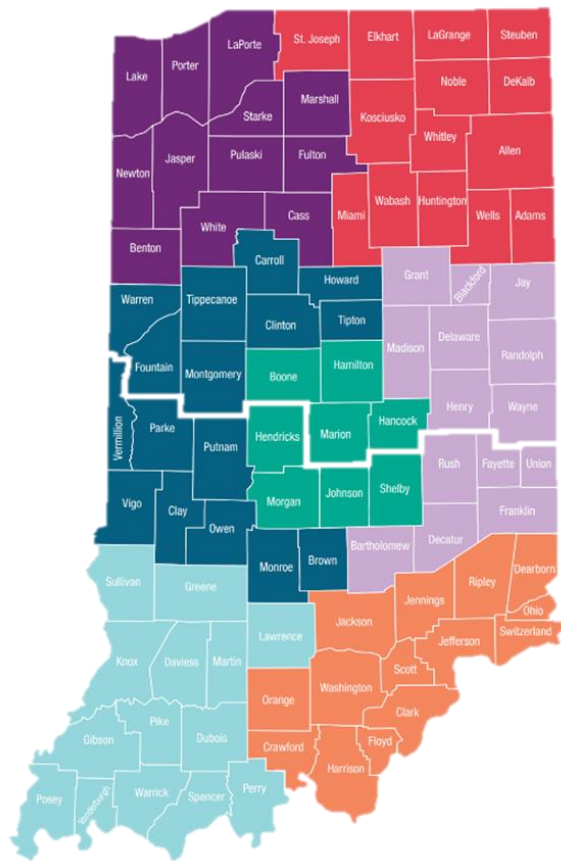 St. Joseph
Elkhart
LaGrange
Steuben
LaPorte
Porter
Lake
Noble
DeKalb
Marshall
Starke
Kosciusko
Whitley
Allen
Jasper
Pulaski
Fulton
Newton
Miami
Wabash
Huntington
Wells
Adams
White
Cass
Benton
Carroll
Grant
Blackford
Jay
Howard
Warren
Tippecanoe
Clinton
Tipton
Madison
Delaware
Randolph
Fountain
Montgomery
Boone
Hamilton
Henry
Wayne
Vermillion
Parke
Putnam
Hendricks
Marion
Hancock
Rush
Fayette
Union
Vigo
Clay
Owen
Morgan
Johnson
Shelby
Franklin
Monroe
Brown
Bartholomew
Decatur
Dearborn
Sullivan
Greene
Ripley
Jennings
Ohio
Lawrence
Jackson
Jefferson
Switzerland
Knox
Daviess
Martin
Scott
Orange
Washington
Clark
Pike
Gibson
Dubois
Crawford
Floyd
Harrison
Posey
Vanderburgh
Warrick
Spencer
Perry